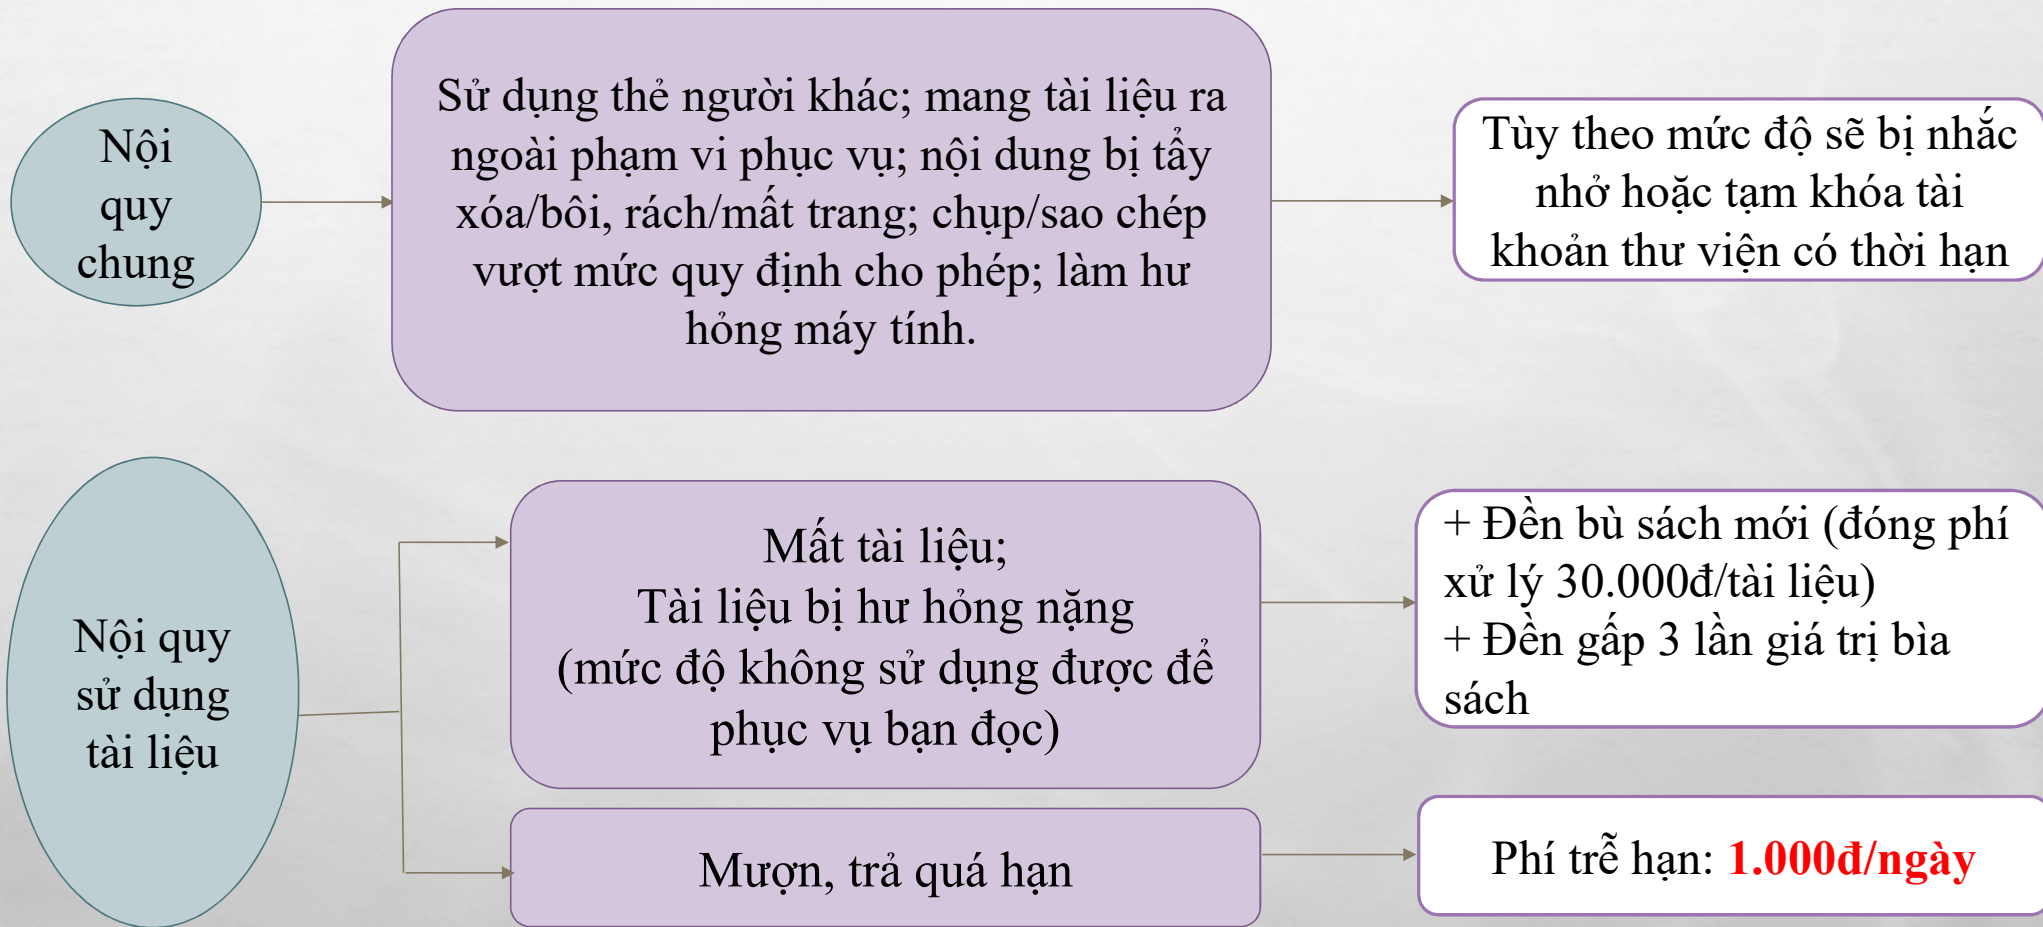 Nội
quy
chung
Sử dụng thẻ người khác; mang tài liệu ra
ngoài phạm vi phục vụ; nội dung bị tẩy
xóa/bôi, rách/mất trang; chụp/sao chép
vượt mức quy định cho phép; làm hư
hỏng máy tính.
Tùy theo mức độ sẽ bị nhắc
nhở hoặc tạm khóa tài
khoản thư viện có thời hạn
Nội quy
sử dụng
tài liệu
Mất tài liệu;
Tài liệu bị hư hỏng nặng
(mức độ không sử dụng được để
phục vụ bạn đọc)
+ Đền bù sách mới (đóng phí
xử lý 30.000đ/tài liệu)
+ Đền gấp 3 lần giá trị bìa
sách
Mượn, trả quá hạn
Phí trễ hạn: 1.000đ/ngày